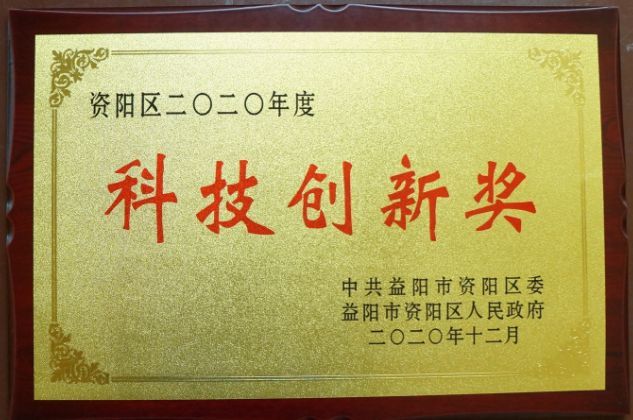 资阳区二〇二〇年度
科技创新奖
中共益阳市资阳区委
益阳市资阳区人民政府
二〇二〇年十二月